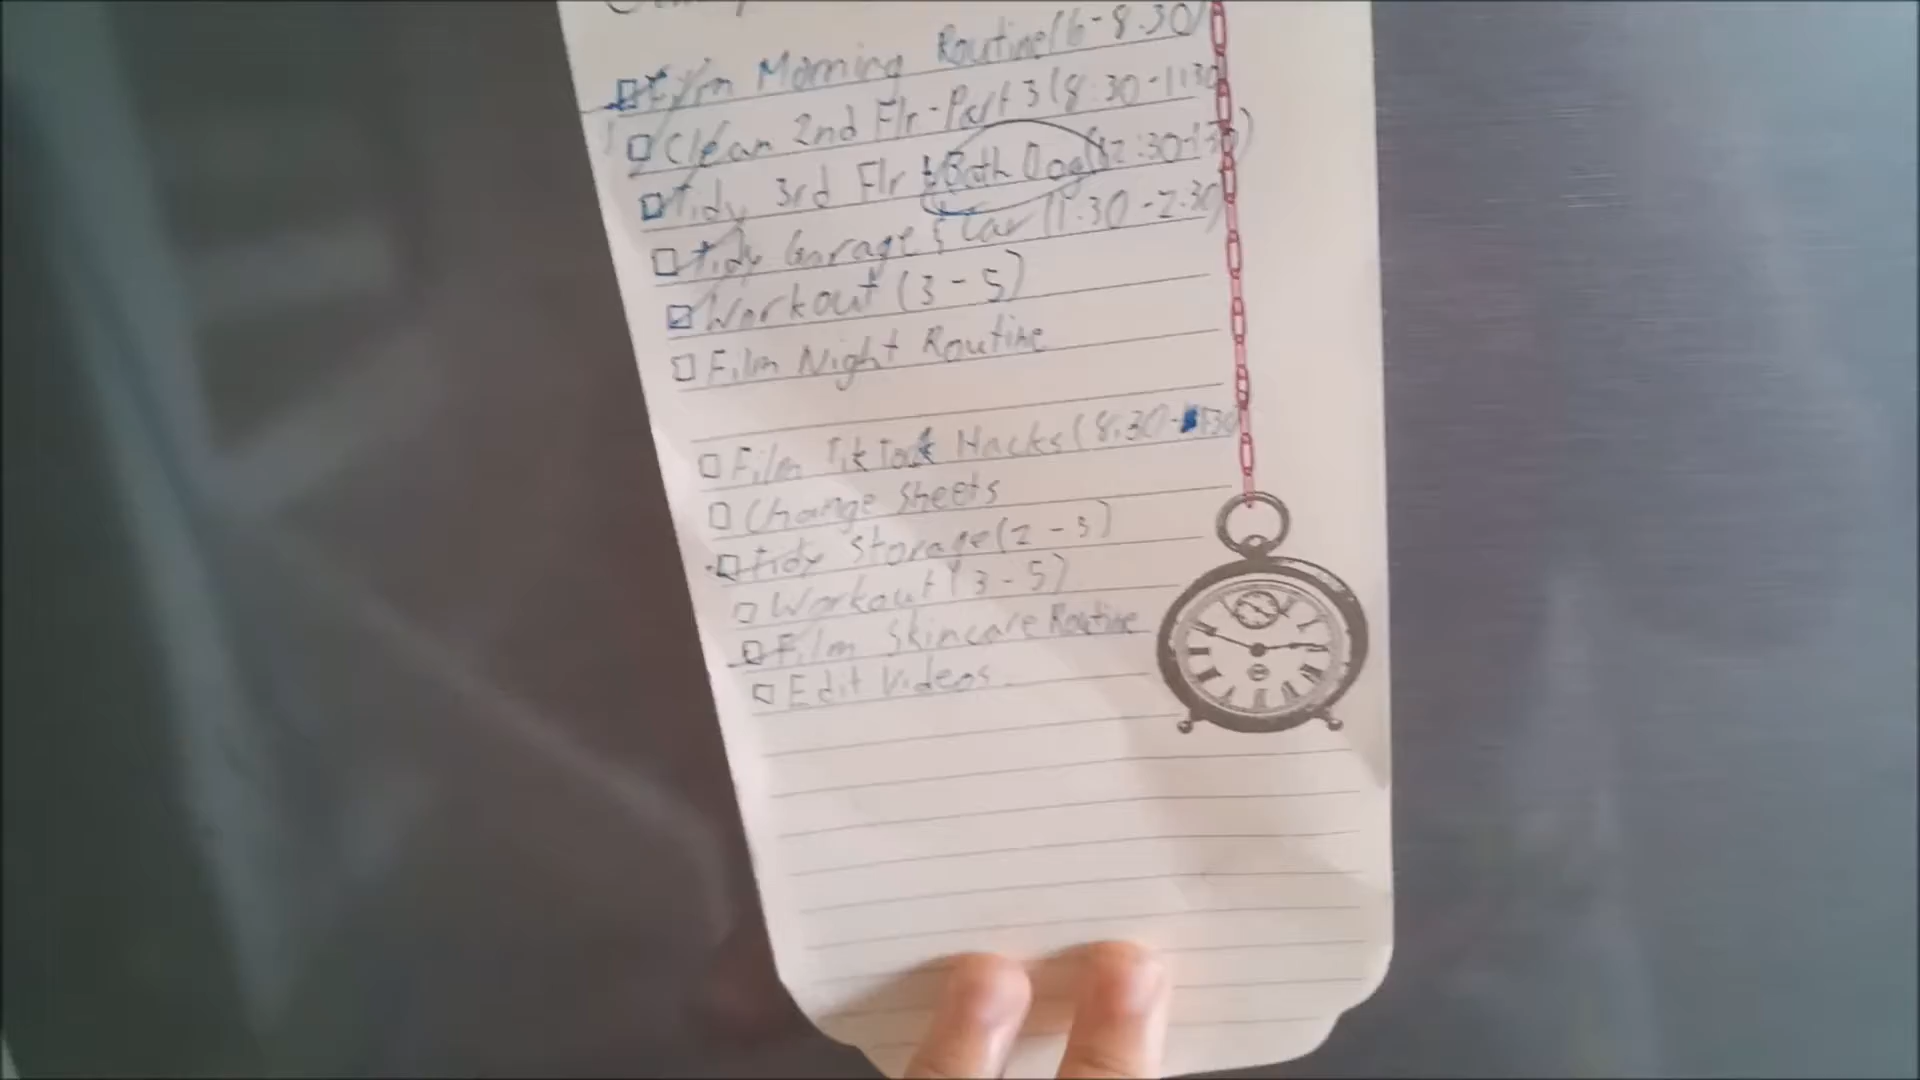 Film Morning Routine (6-8.30)
Clean 2nd Flr-Part 3 (8:30-1130
Tidy 3rd Flr & Bath Dog (12:30-1:30)
Tidy Garage & Car (1:30-2:30)
Workout (3-5)
Film Night Routine
Film TikTok Hacks (8:30-
Change Sheets
Tidy Storage (2-3)
Workout (3-5)
Film Skincare Routine
Edit Videos